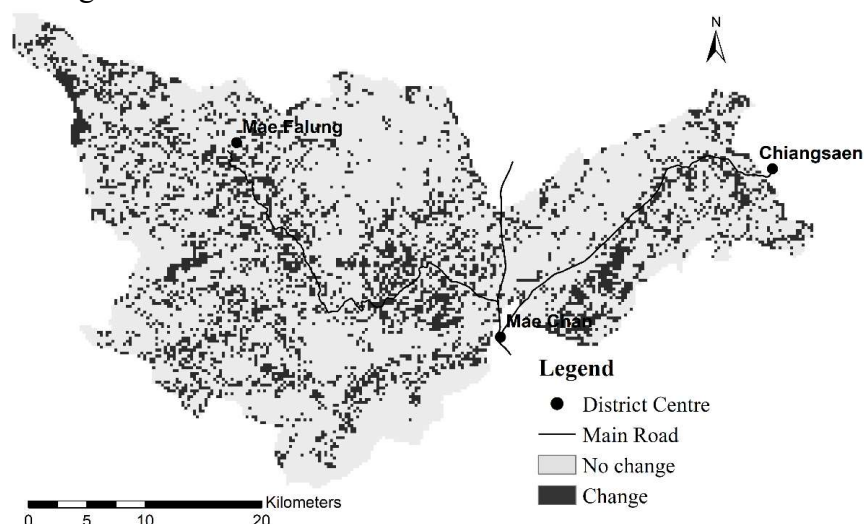 N
Mae Falung
Chiangsaen
Mae Chan
Legend
District Centre
Main Road
No change
Change
Kilometers
0 5 10 20